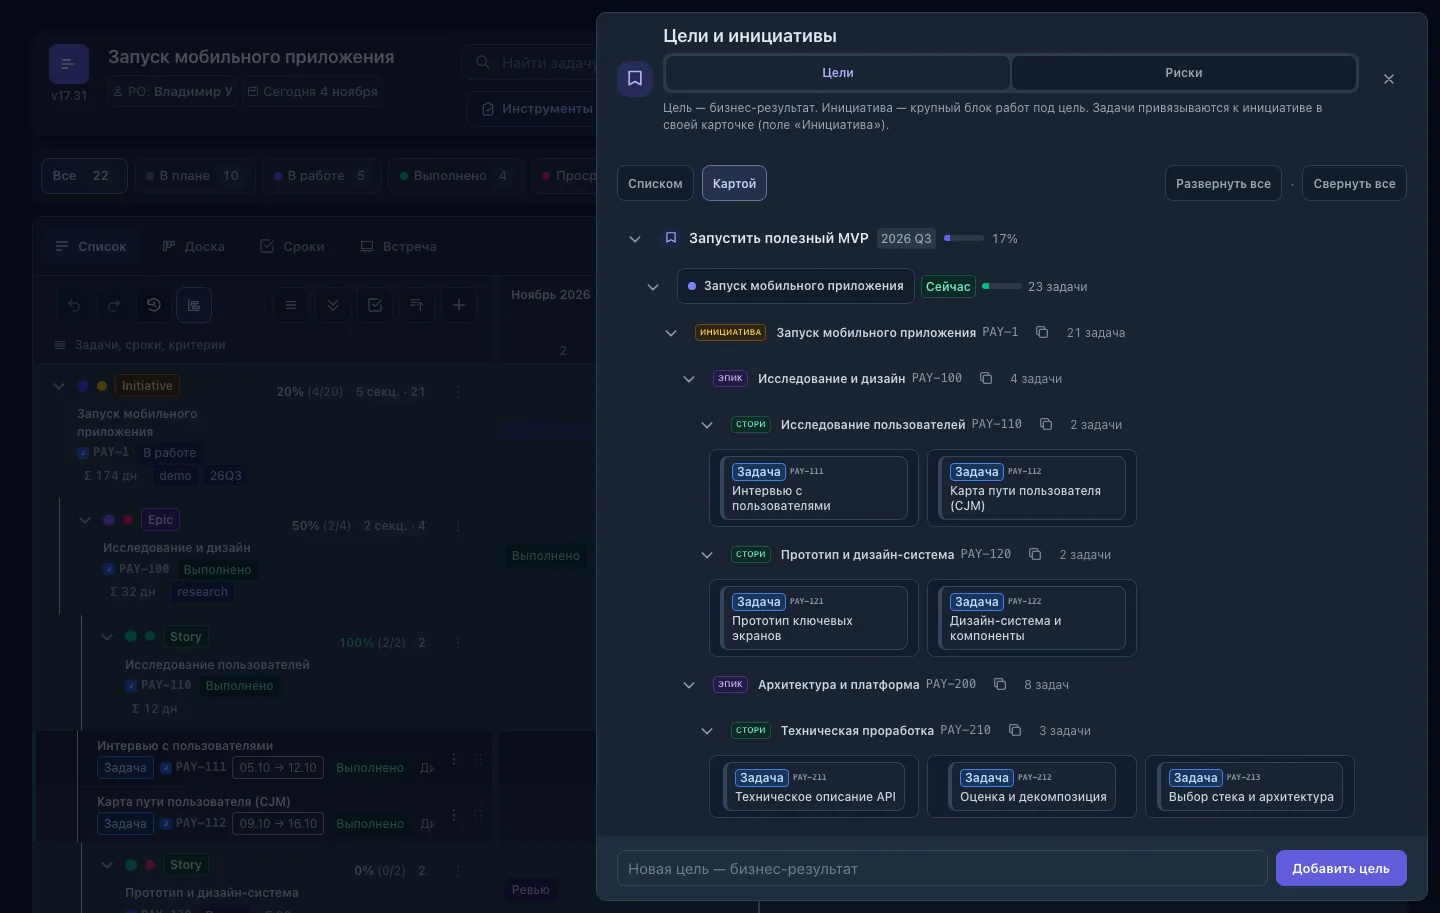 Запуск мобильного приложения
v17.31
PO: Владимир У
Сегодня 4 ноября
Найти задачу
Инструменты
Все 22
В плане 10
В работе 5
Выполнено 4
Проср
Список
Доска
Сроки
Встреча
Ноябрь 2026
Задачи, сроки, критерии
2
Initiative
20% (4/20) 5 секц. · 21
Запуск мобильного
приложения
PAY-1 В работе
Σ 174 дн demo 26Q3
Epic
50% (2/4) 2 секц. · 4
Исследование и дизайн
PAY-100 Выполнено
Σ 32 дн research
Выполнено
Story
100% (2/2) 2
Исследование пользователей
PAY-110 Выполнено
Σ 12 дн
Интервью с пользователями
Задача PAY-111 05.10 → 12.10 Выполнено
Карта пути пользователя (CJM)
Задача PAY-112 09.10 → 16.10 Выполнено
Story
0% (0/2) 2
Прототип и дизайн-система
Ревью
Цели и инициативы
Цели
Риски
Цель — бизнес-результат. Инициатива — крупный блок работ под цель. Задачи привязываются к инициативе в
своей карточке (поле «Инициатива»).
Списком
Картой
Развернуть все · Свернуть все
Запустить полезный MVP 2026 Q3 17%
Запуск мобильного приложения Сейчас 23 задачи
ИНИЦИАТИВА Запуск мобильного приложения PAY-1 21 задача
ЭПИК Исследование и дизайн PAY-100 4 задачи
СТОРИ Исследование пользователей PAY-110 2 задачи
Задача PAY-111
Интервью с
пользователями
Задача PAY-112
Карта пути пользователя
(CJM)
СТОРИ Прототип и дизайн-система PAY-120 2 задачи
Задача PAY-121
Прототип ключевых
экранов
Задача PAY-122
Дизайн-система и
компоненты
ЭПИК Архитектура и платформа PAY-200 8 задач
СТОРИ Техническая проработка PAY-210 3 задачи
Задача PAY-211
Техническое описание API
Задача PAY-212
Оценка и декомпозиция
Задача PAY-213
Выбор стека и архитектура
Новая цель — бизнес-результат
Добавить цель